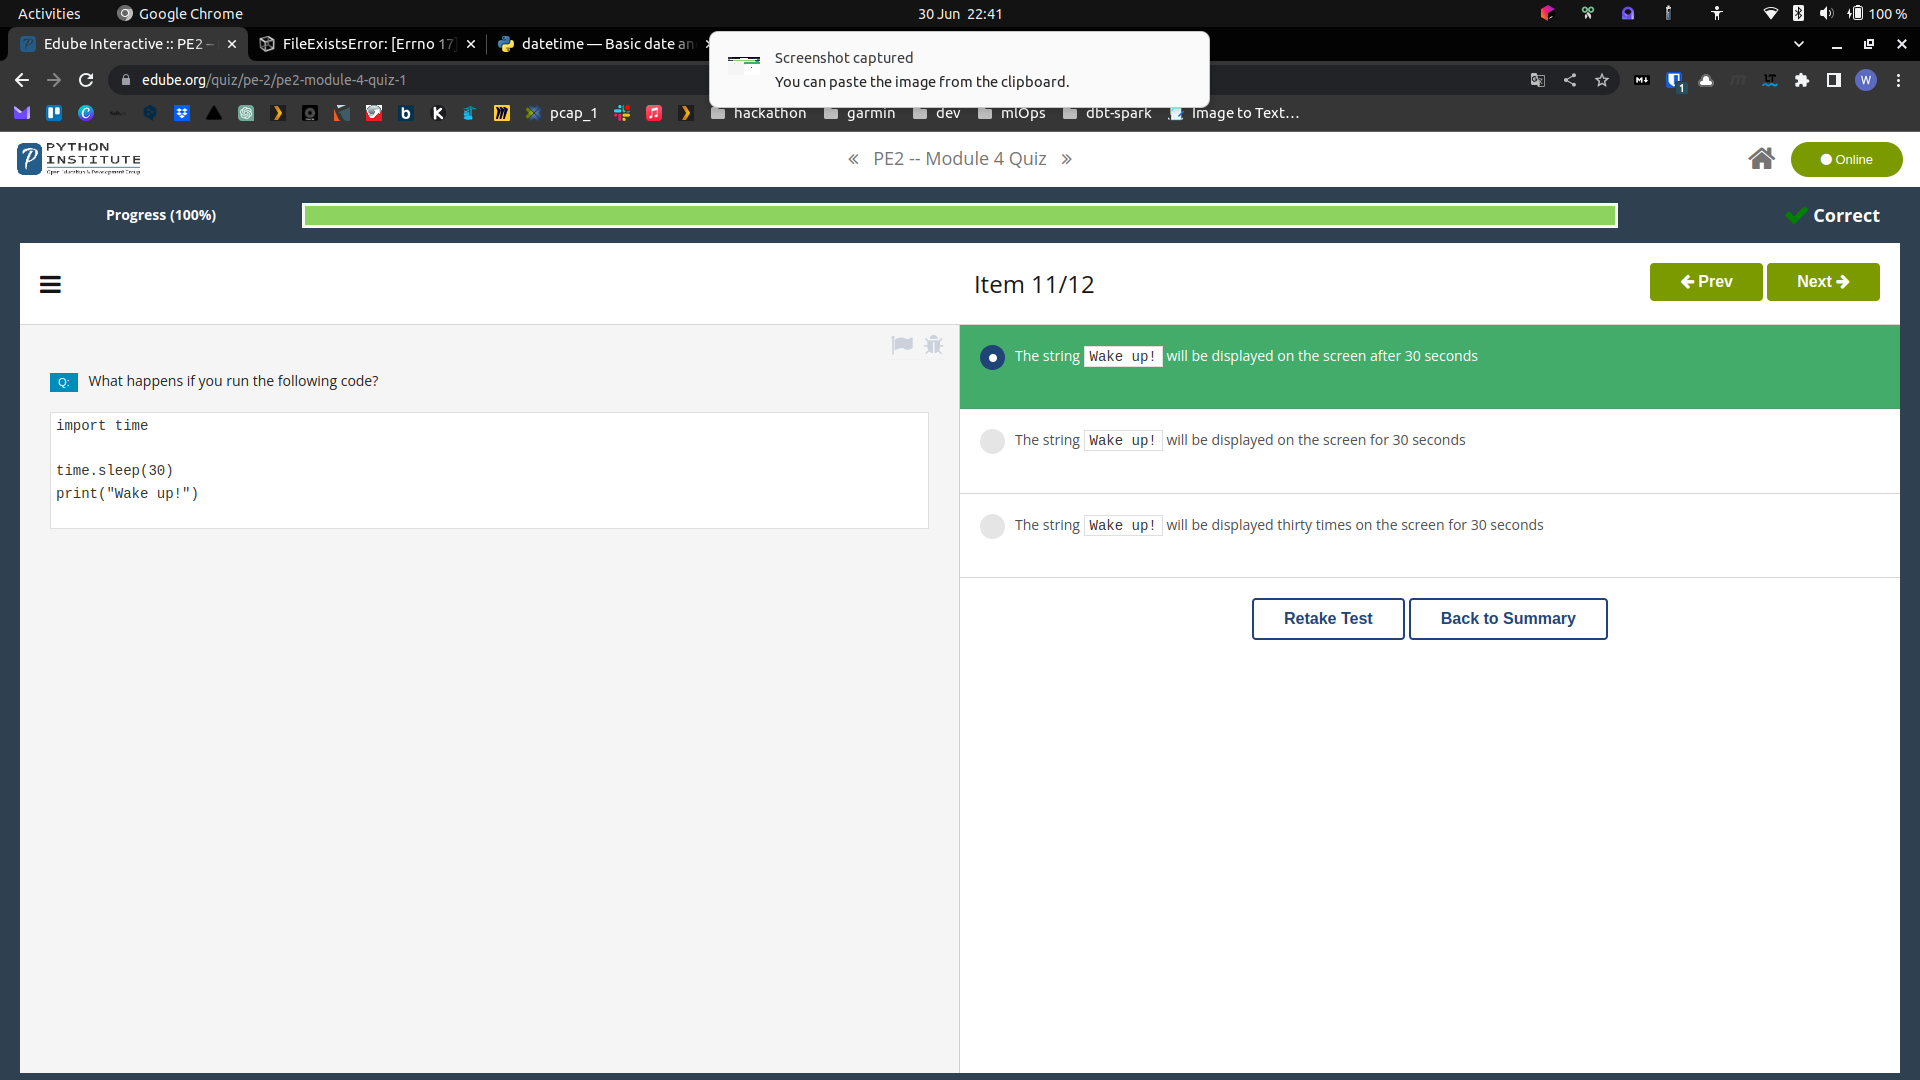 Activities Google Chrome 30 Jun 22:41 100 %
Edube Interactive :: PE2 – FileExistsError: [Errno 17] datetime — Basic date an
Screenshot captured
You can paste the image from the clipboard.
edube.org/quiz/pe-2/pe2-module-4-quiz-1
pcap_1 hackathon garmin dev mlOps dbt-spark Image to Text…
PYTHON
INSTITUTE
Open Education & Development Group
« PE2 -- Module 4 Quiz »
Online
Progress (100%)
Correct
Item 11/12
Prev Next
Q: What happens if you run the following code?
import time
time.sleep(30)
print("Wake up!")
The string Wake up! will be displayed on the screen after 30 seconds
The string Wake up! will be displayed on the screen for 30 seconds
The string Wake up! will be displayed thirty times on the screen for 30 seconds
Retake Test Back to Summary